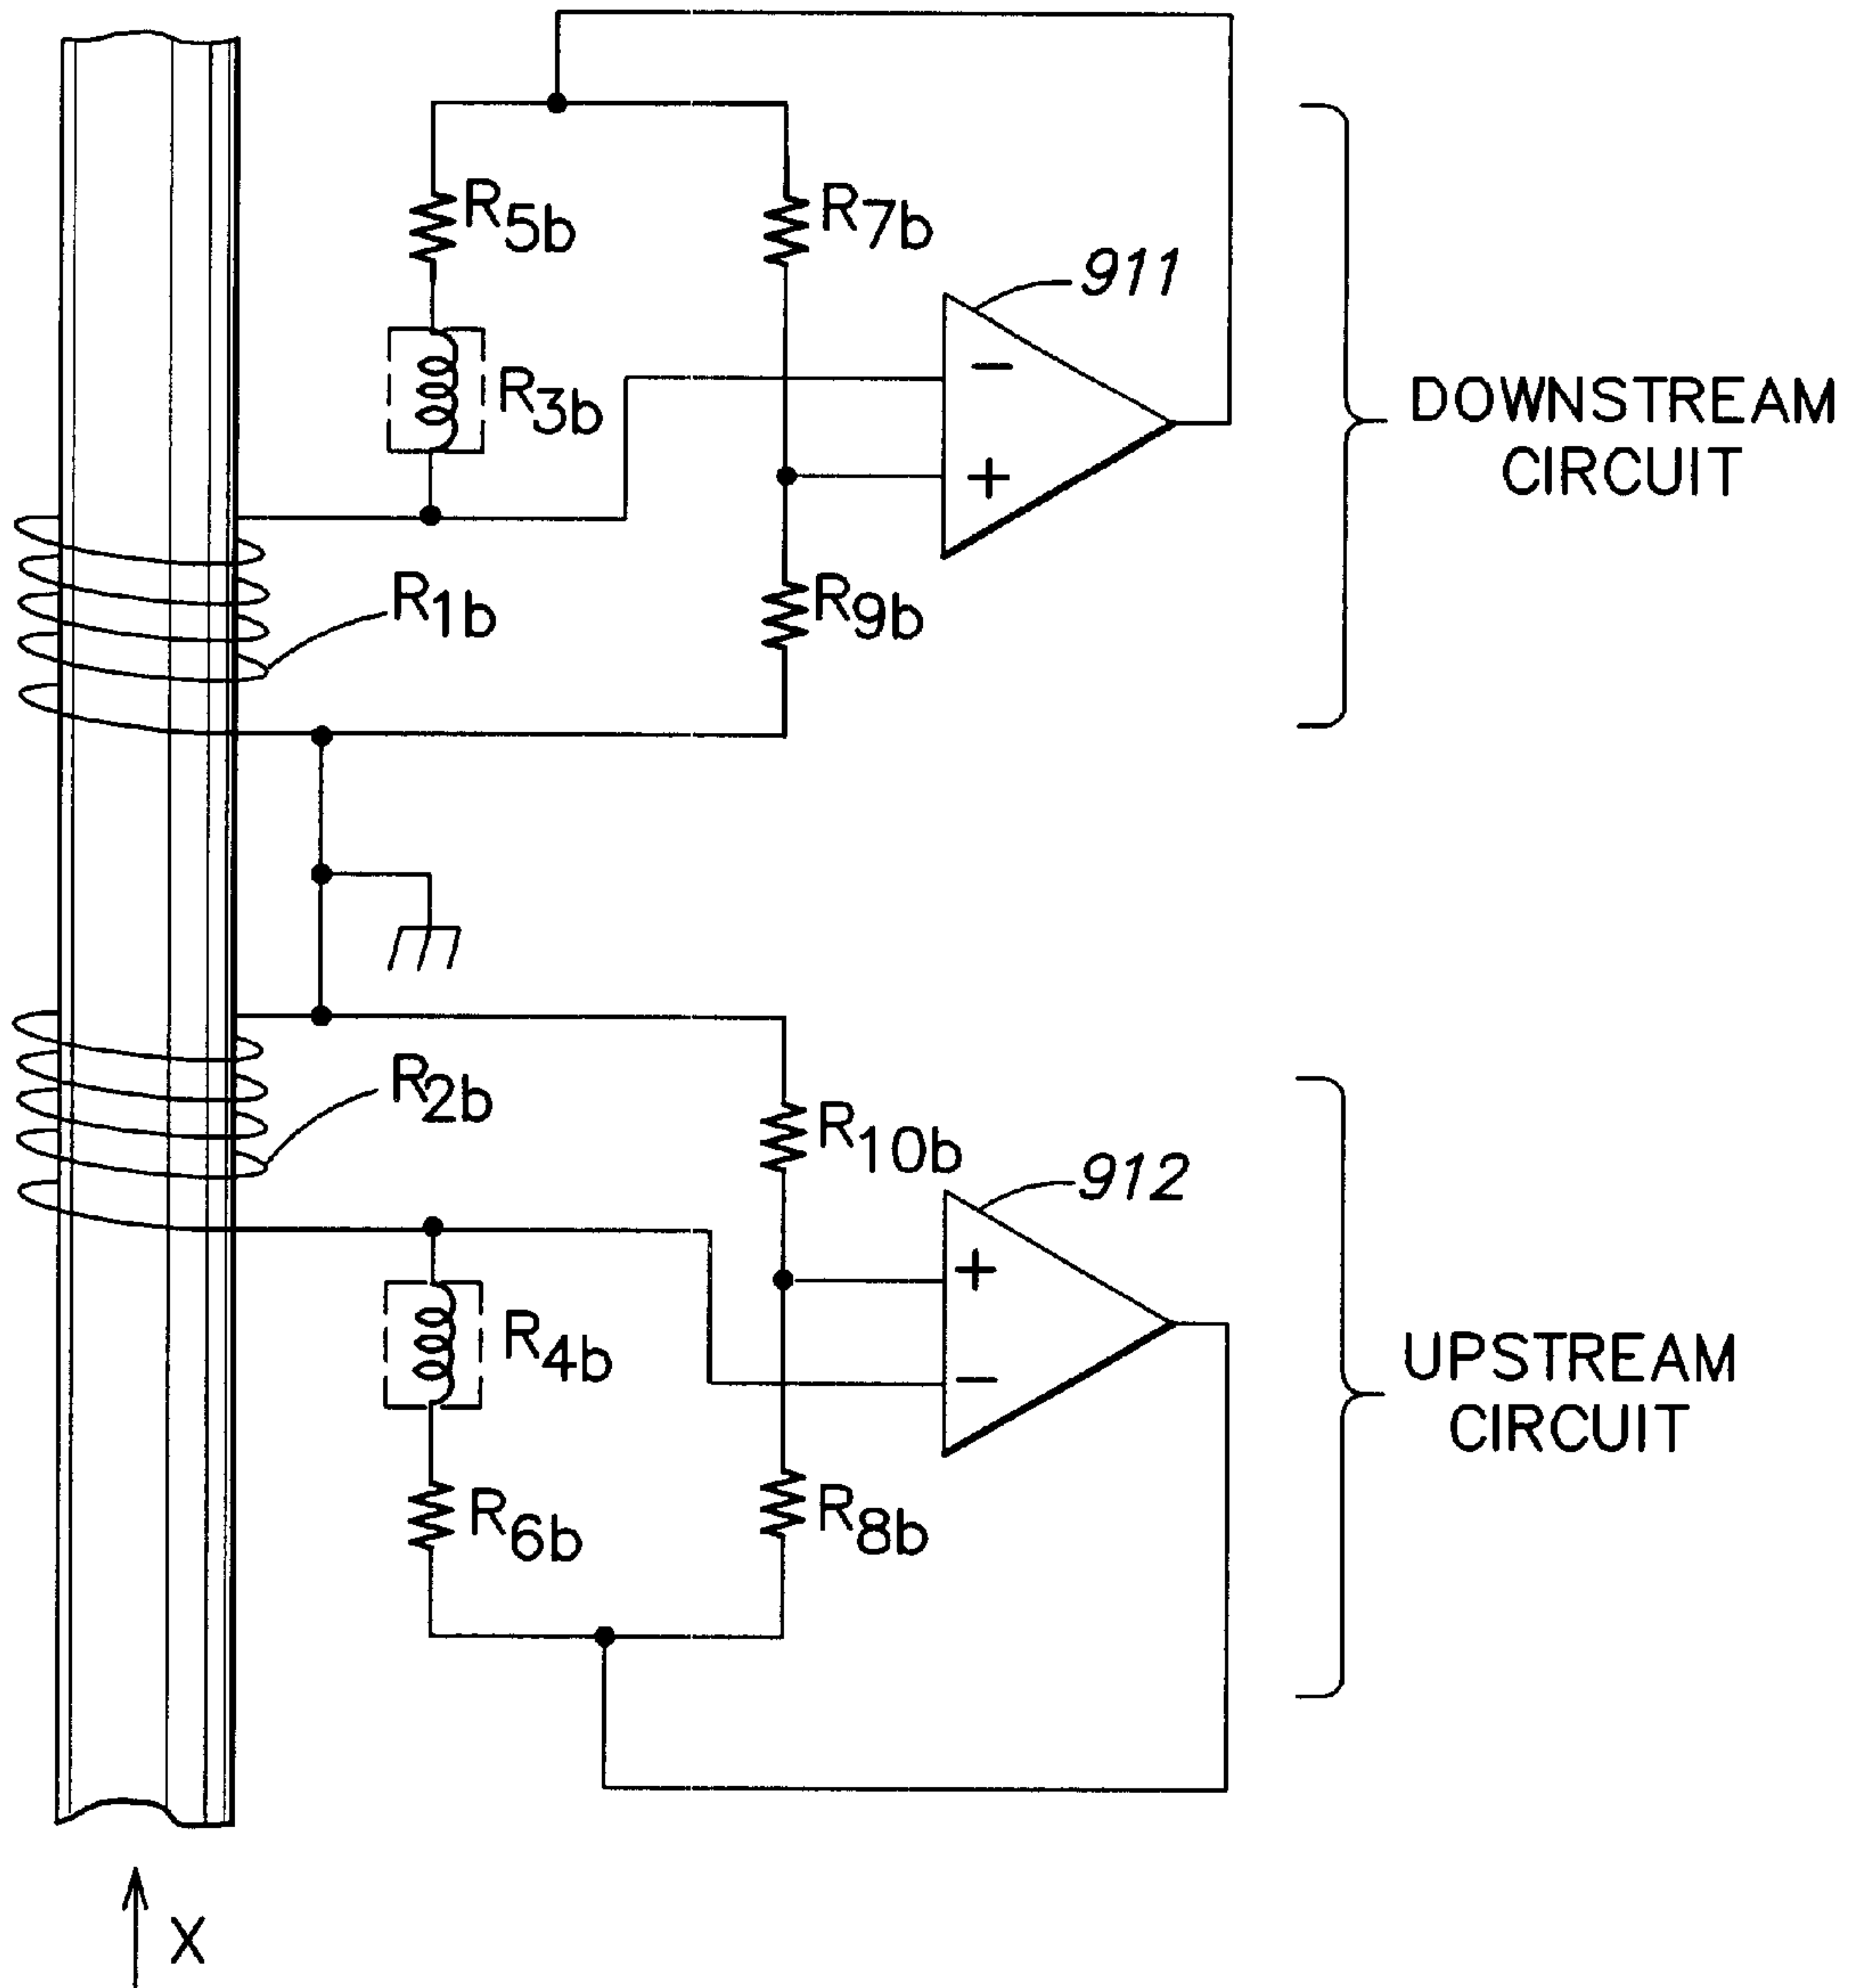 R5b
R7b
911
-
R3b
+
DOWNSTREAM
CIRCUIT
R1b
R9b
R2b
R10b
912
+
R4b
-
UPSTREAM
CIRCUIT
R6b
R8b
X